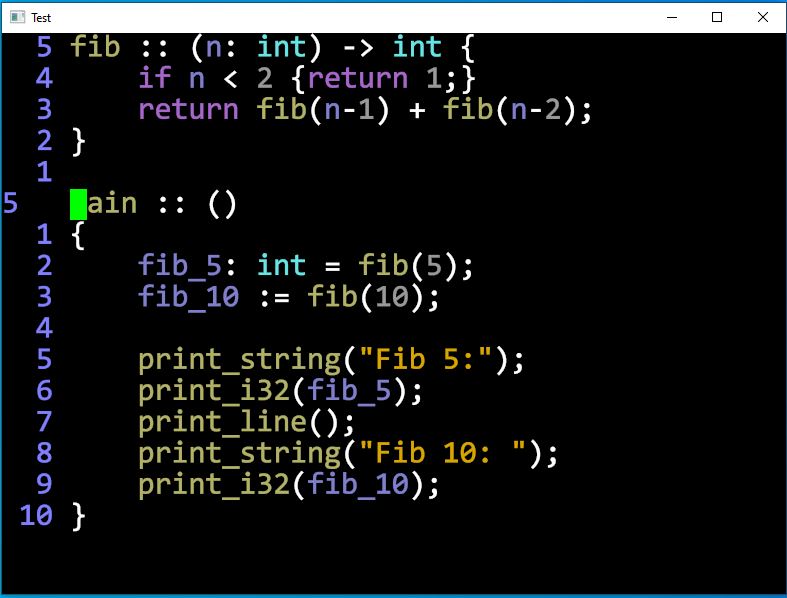 Test
5 fib :: (n: int) -> int {
4     if n < 2 {return 1;}
3     return fib(n-1) + fib(n-2);
2 }
1
5 ain :: ()
1 {
2     fib_5: int = fib(5);
3     fib_10 := fib(10);
4
5     print_string("Fib 5:");
6     print_i32(fib_5);
7     print_line();
8     print_string("Fib 10: ");
9     print_i32(fib_10);
10 }